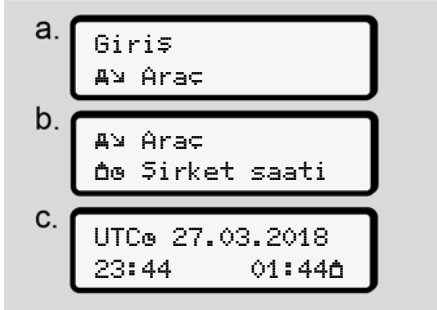 a.
Giriş
Araç
b.
Araç
Şirket saati
c.
UTC 27.03.2018
23:44 01:44